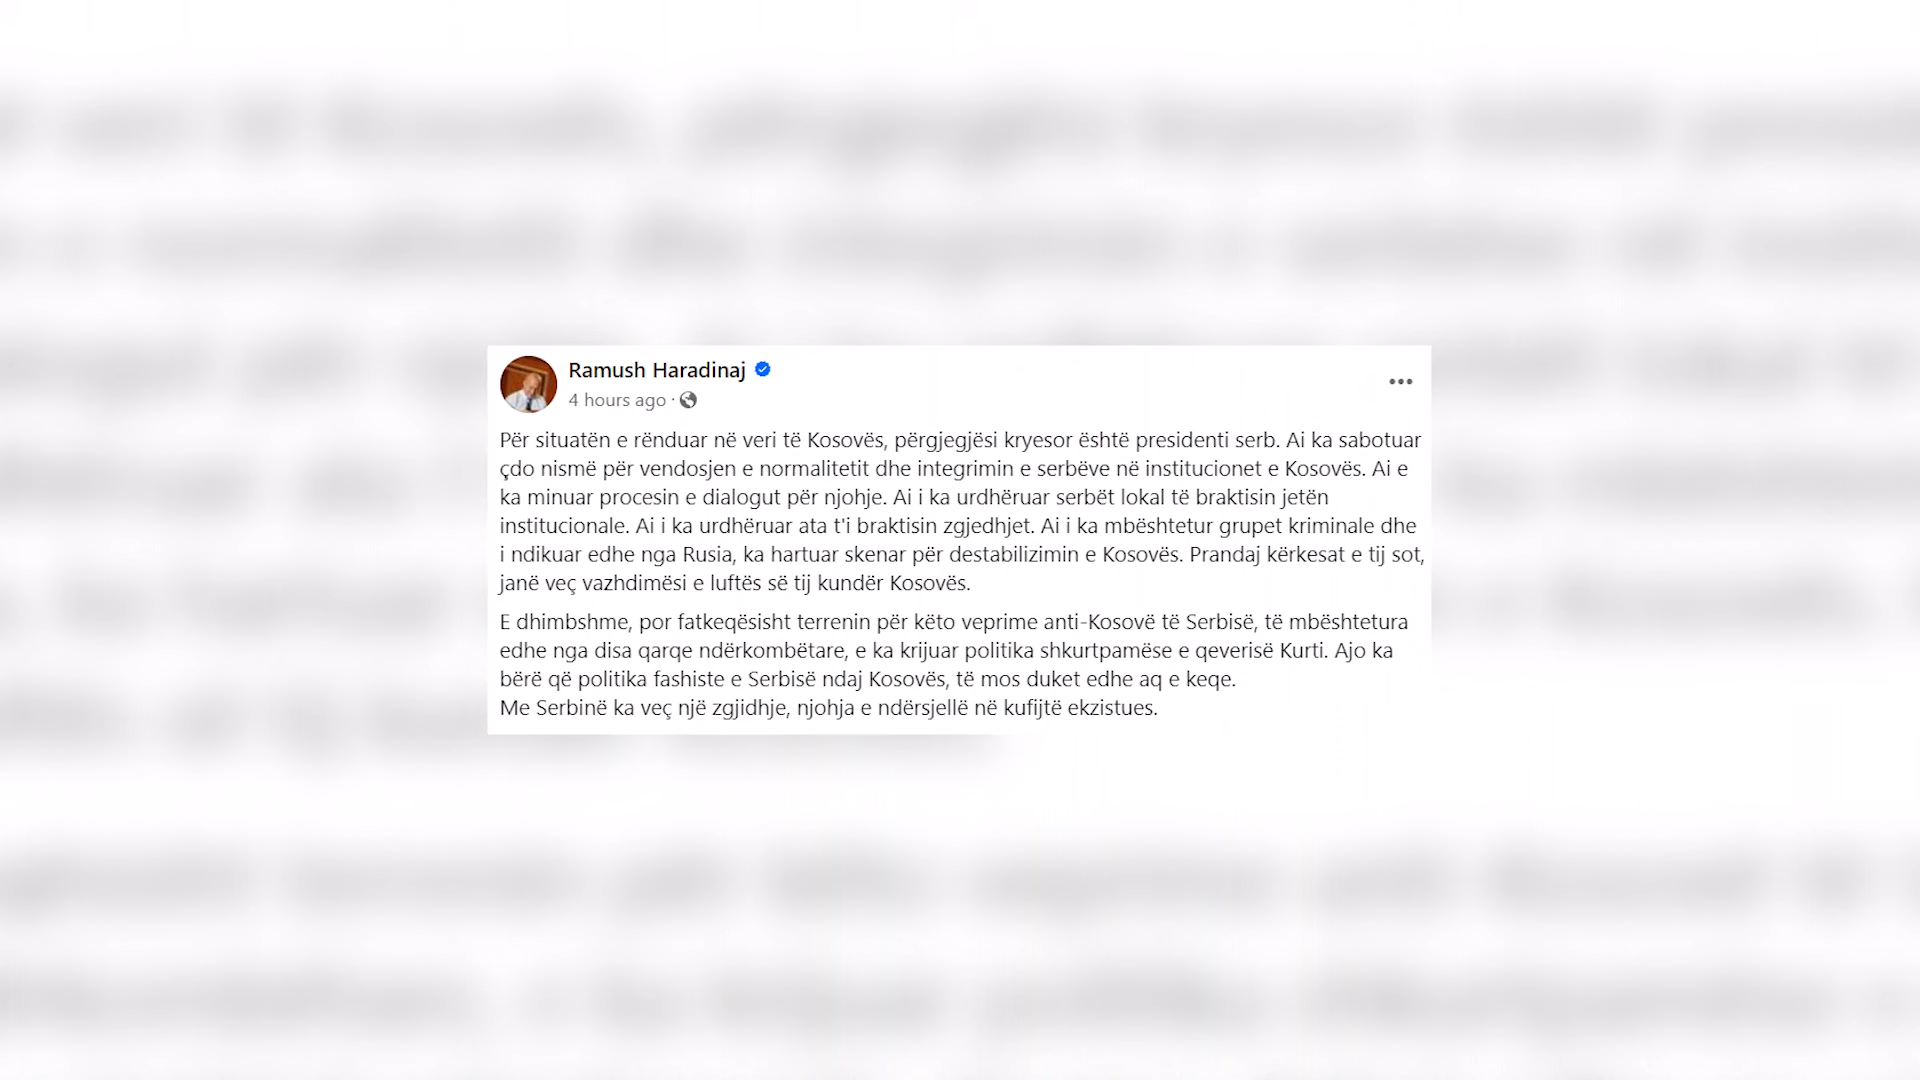 Ramush Haradinaj
4 hours ago ·
Për situatën e rënduar në veri të Kosovës, përgjegjësi kryesor është presidenti serb. Ai ka sabotuar
çdo nismë për vendosjen e normalitetit dhe integrimin e serbëve në institucionet e Kosovës. Ai e
ka minuar procesin e dialogut për njohje. Ai i ka urdhëruar serbët lokal të braktisin jetën
institucionale. Ai i ka urdhëruar ata t'i braktisin zgjedhjet. Ai i ka mbështetur grupet kriminale dhe
i ndikuar edhe nga Rusia, ka hartuar skenar për destabilizimin e Kosovës. Prandaj kërkesat e tij sot,
janë veç vazhdimësi e luftës së tij kundër Kosovës.
E dhimbshme, por fatkeqësisht terrenin për këto veprime anti-Kosovë të Serbisë, të mbështetura
edhe nga disa qarqe ndërkombëtare, e ka krijuar politika shkurtpamëse e qeverisë Kurti. Ajo ka
bërë që politika fashiste e Serbisë ndaj Kosovës, të mos duket edhe aq e keqe.
Me Serbinë ka veç një zgjidhje, njohja e ndërsjellë në kufijtë ekzistues.